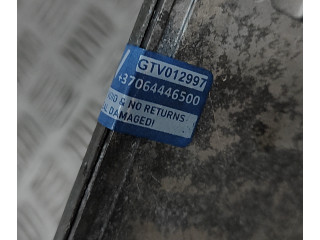 GTV012997
+37064446500
& NO RETURNS
DAMAGED!